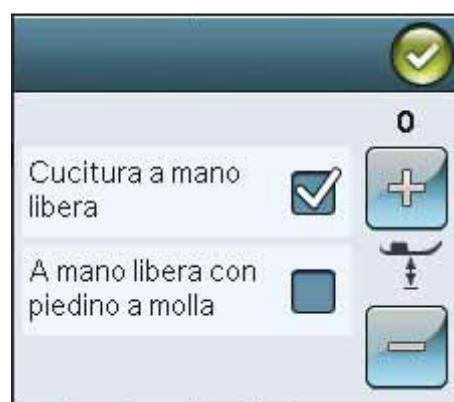 0
Cucitura a mano
libera
A mano libera con
piedino a molla